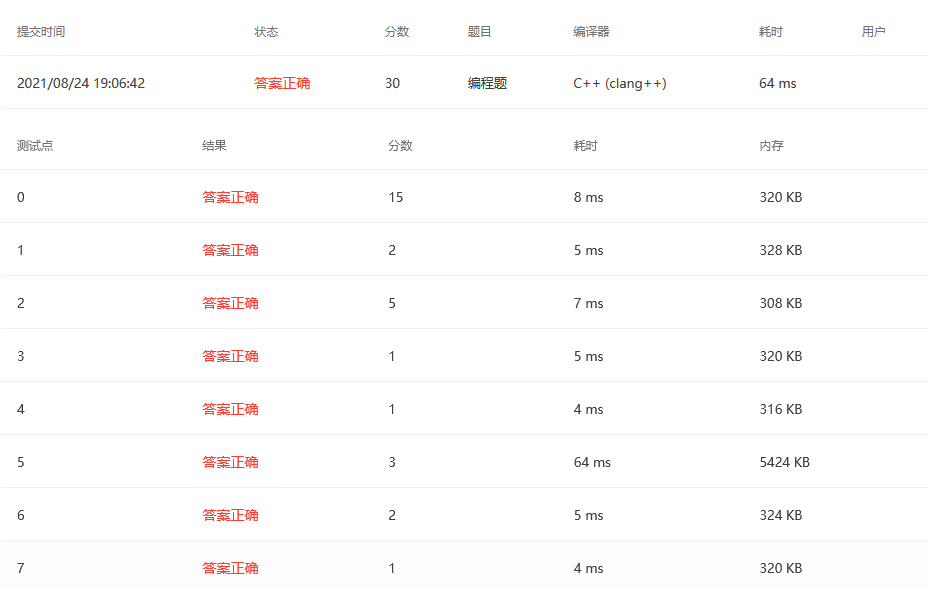 提交时间 状态 分数 题目 编译器 耗时 用户
2021/08/24 19:06:42 答案正确 30 编程题 C++ (clang++) 64 ms
测试点 结果 分数 耗时 内存
0 答案正确 15 8 ms 320 KB
1 答案正确 2 5 ms 328 KB
2 答案正确 5 7 ms 308 KB
3 答案正确 1 5 ms 320 KB
4 答案正确 1 4 ms 316 KB
5 答案正确 3 64 ms 5424 KB
6 答案正确 2 5 ms 324 KB
7 答案正确 1 4 ms 320 KB